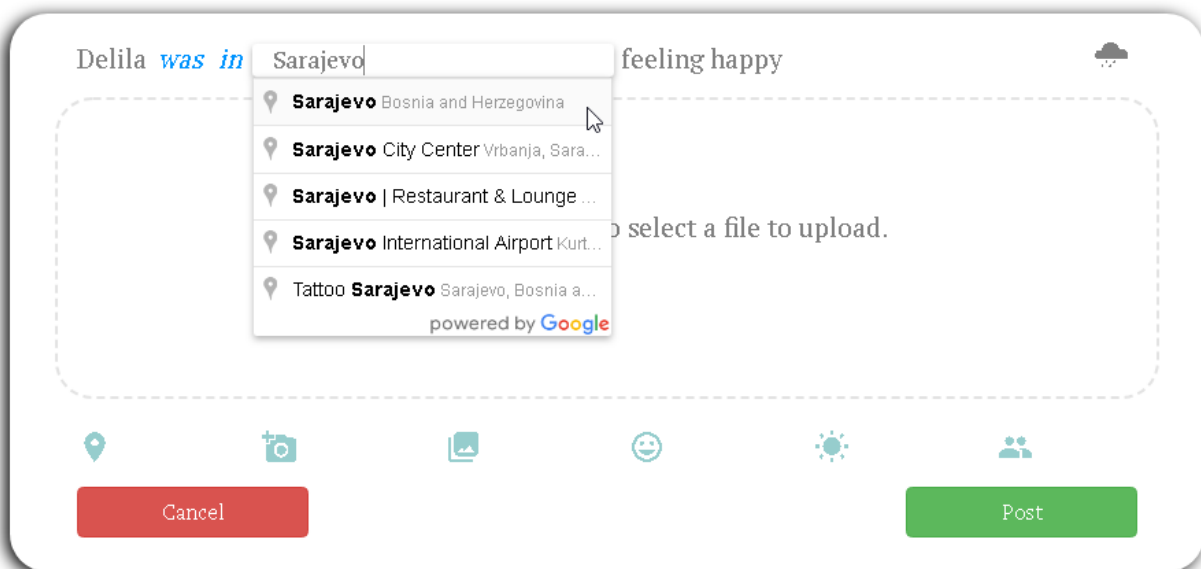 Delila was in Sarajevo feeling happy
Sarajevo Bosnia and Herzegovina
Sarajevo City Center Vrbanja, Sara...
Sarajevo | Restaurant & Lounge ...
select a file to upload.
Sarajevo International Airport Kurt...
Tattoo Sarajevo Sarajevo, Bosnia a...
powered by Google
Cancel
Post